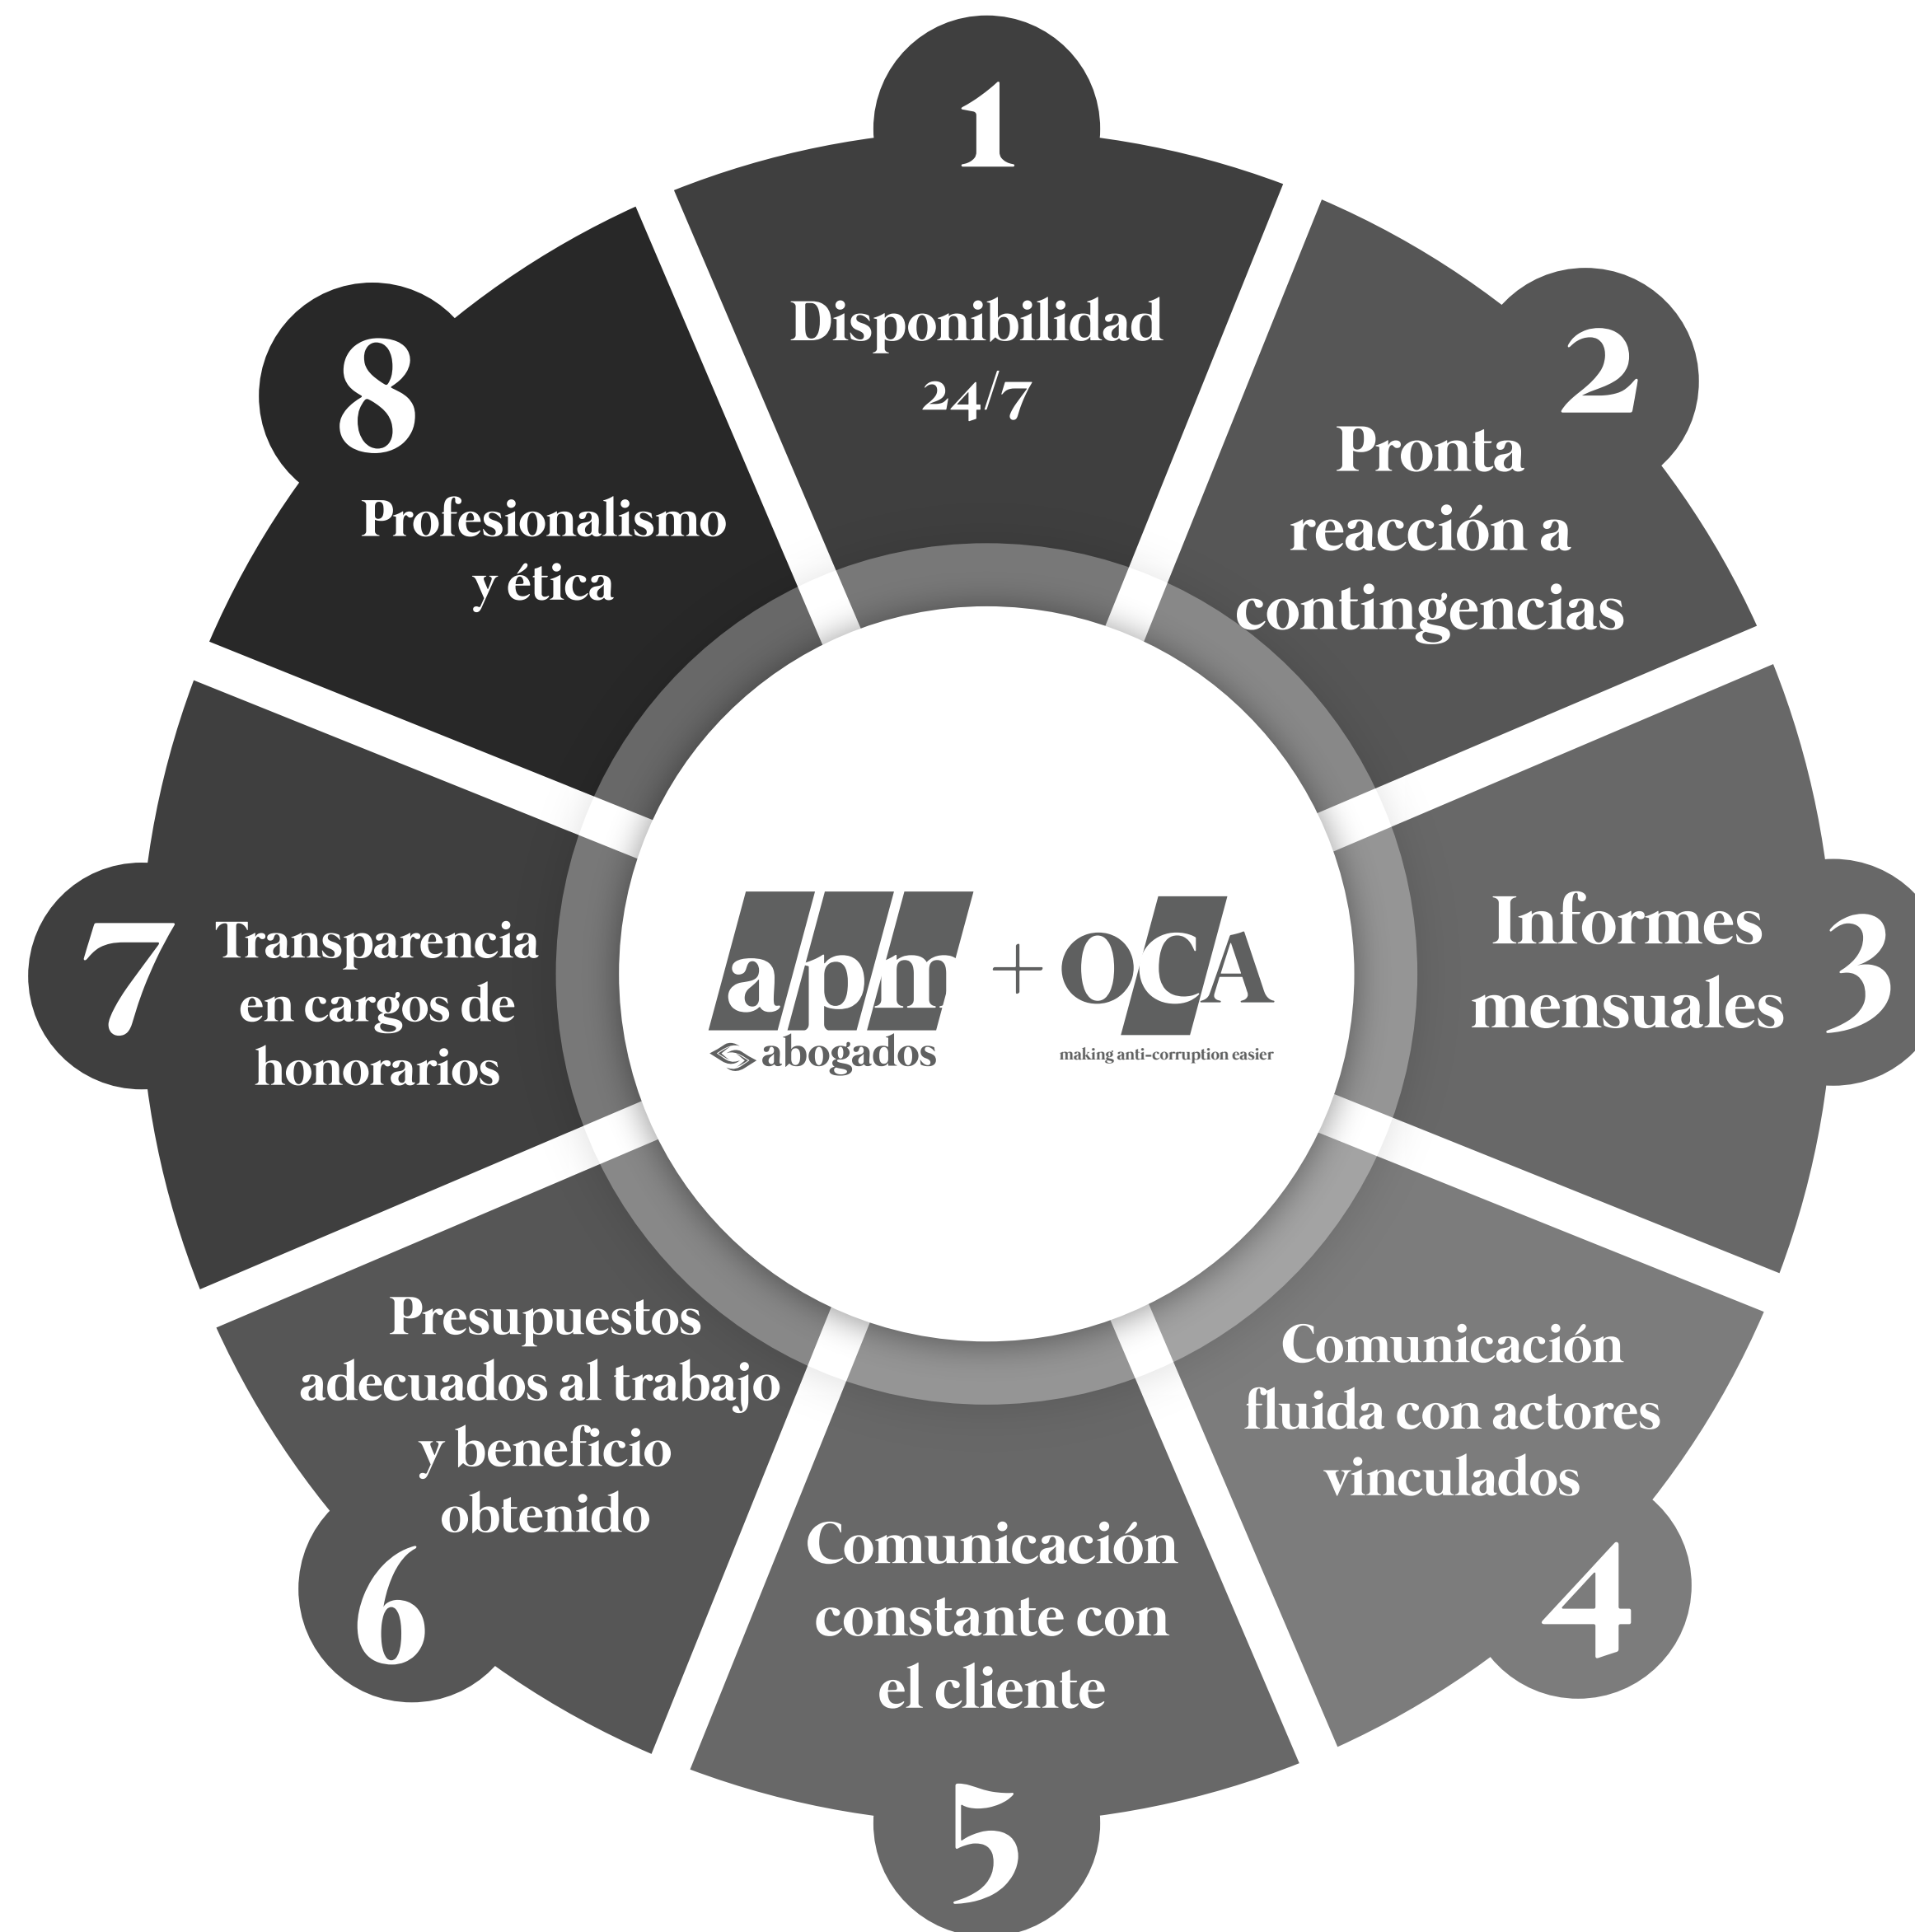 1
Disponibilidad
24/7
2
Pronta
reacción a
contingencias
3
Informes
mensuales
4
Comunicación
fluida con actores
vinculados
5
Comunicación
constante con
el cliente
6
Presupuestos
adecuados al trabajo
y beneficio
obtenido
7
Transparencia
en cargos de
honorarios
8
Profesionalismo
y ética
apm + OCA
abogados
making anti-corruption easier